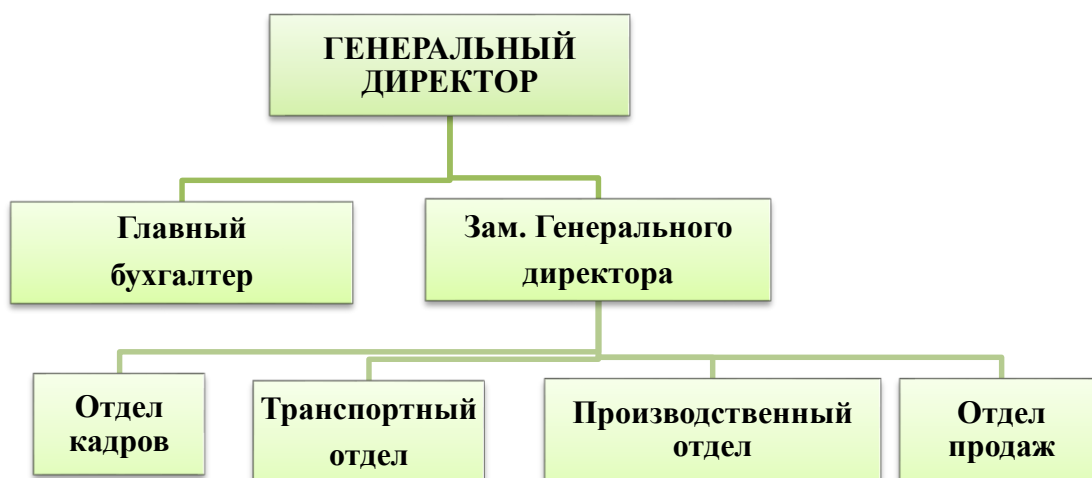 ГЕНЕРАЛЬНЫЙ
ДИРЕКТОР
Главный
бухгалтер
Зам. Генерального
директора
Отдел
кадров
Транспортный
отдел
Производственный
отдел
Отдел
продаж